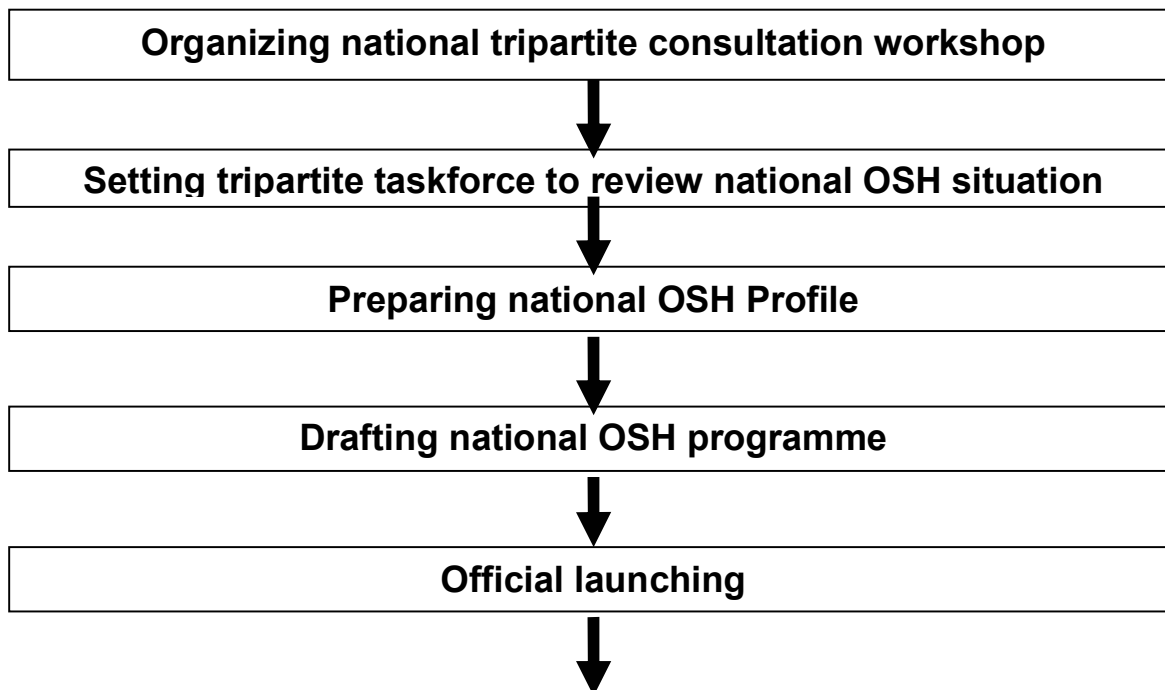 Organizing national tripartite consultation workshop
Setting tripartite taskforce to review national OSH situation
Preparing national OSH Profile
Drafting national OSH programme
Official launching